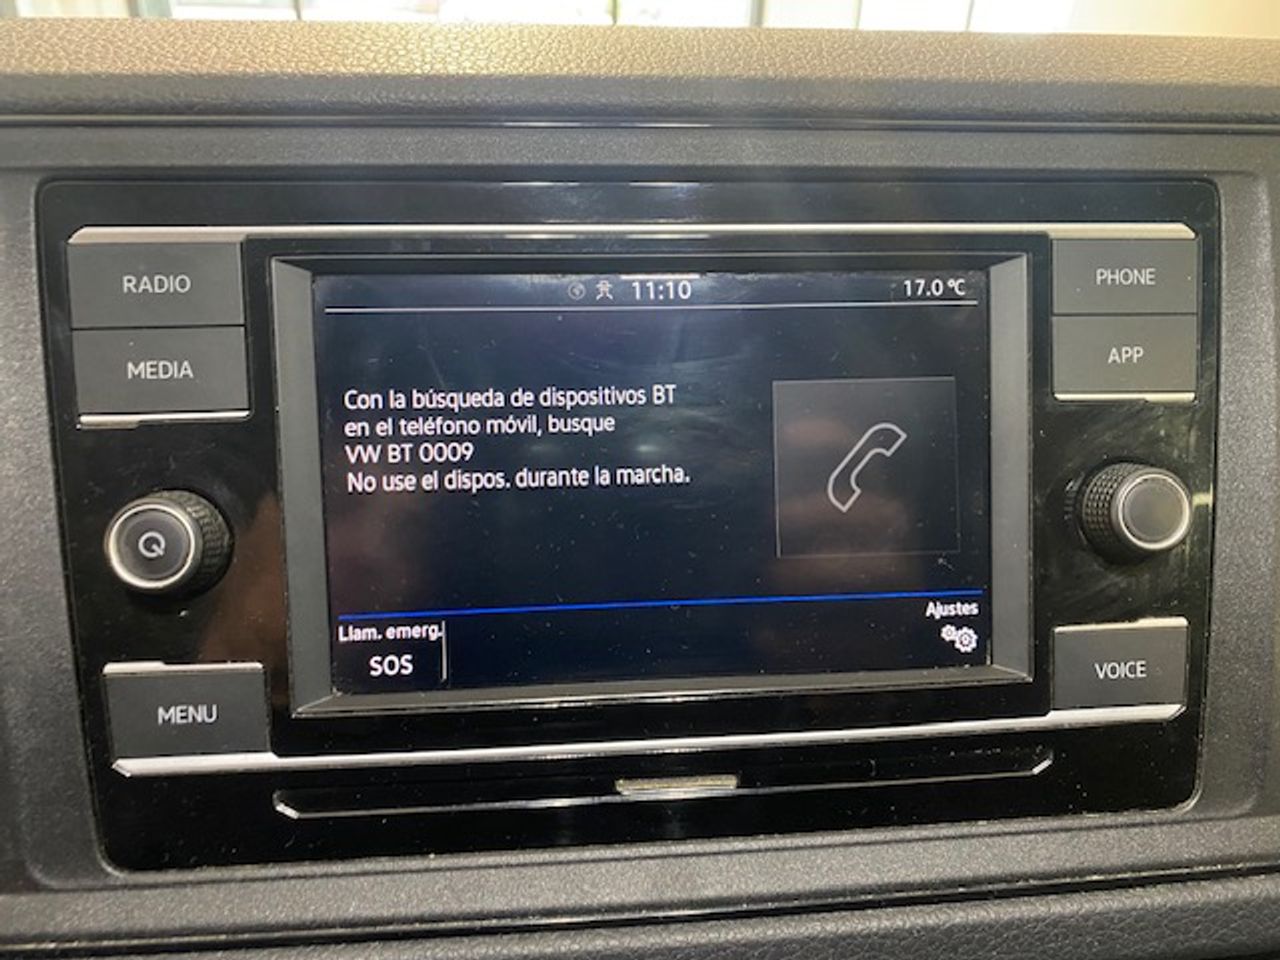 RADIO
MEDIA
MENU
11:10
17.0 ºC
Con la búsqueda de dispositivos BT
en el teléfono móvil, busque
VW BT 0009
No use el dispos. durante la marcha.
Llam. emerg.
SOS
Ajustes
PHONE
APP
VOICE